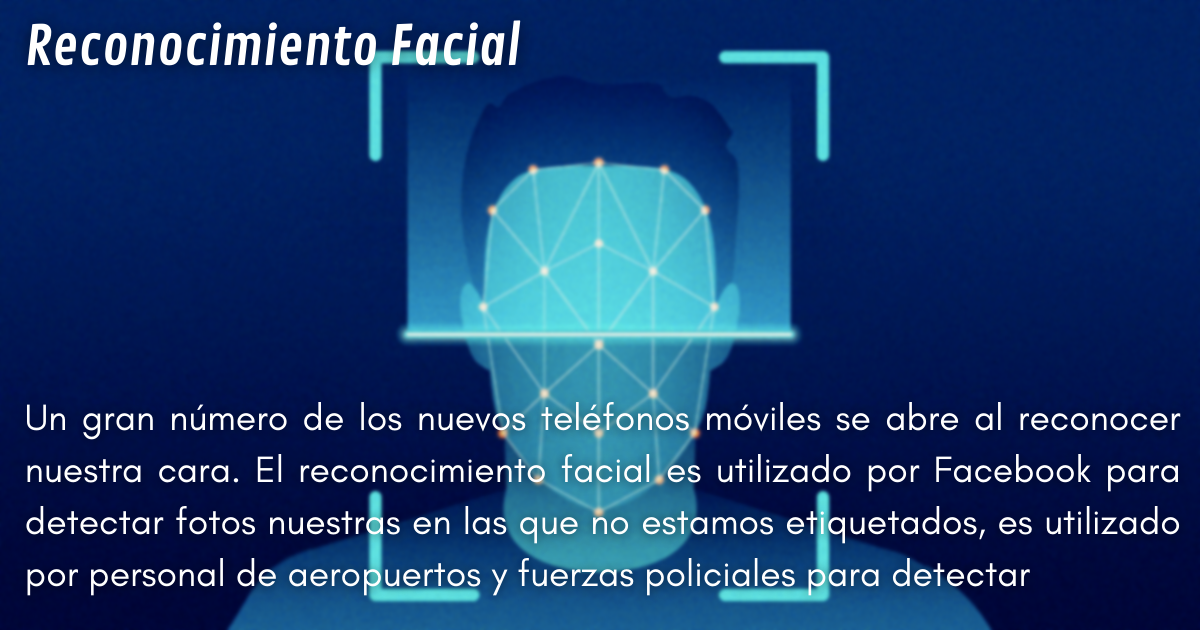 Reconocimiento Facial
Un gran número de los nuevos teléfonos móviles se abre al reconocer
nuestra cara. El reconocimiento facial es utilizado por Facebook para
detectar fotos nuestras en las que no estamos etiquetados, es utilizado
por personal de aeropuertos y fuerzas policiales para detectar